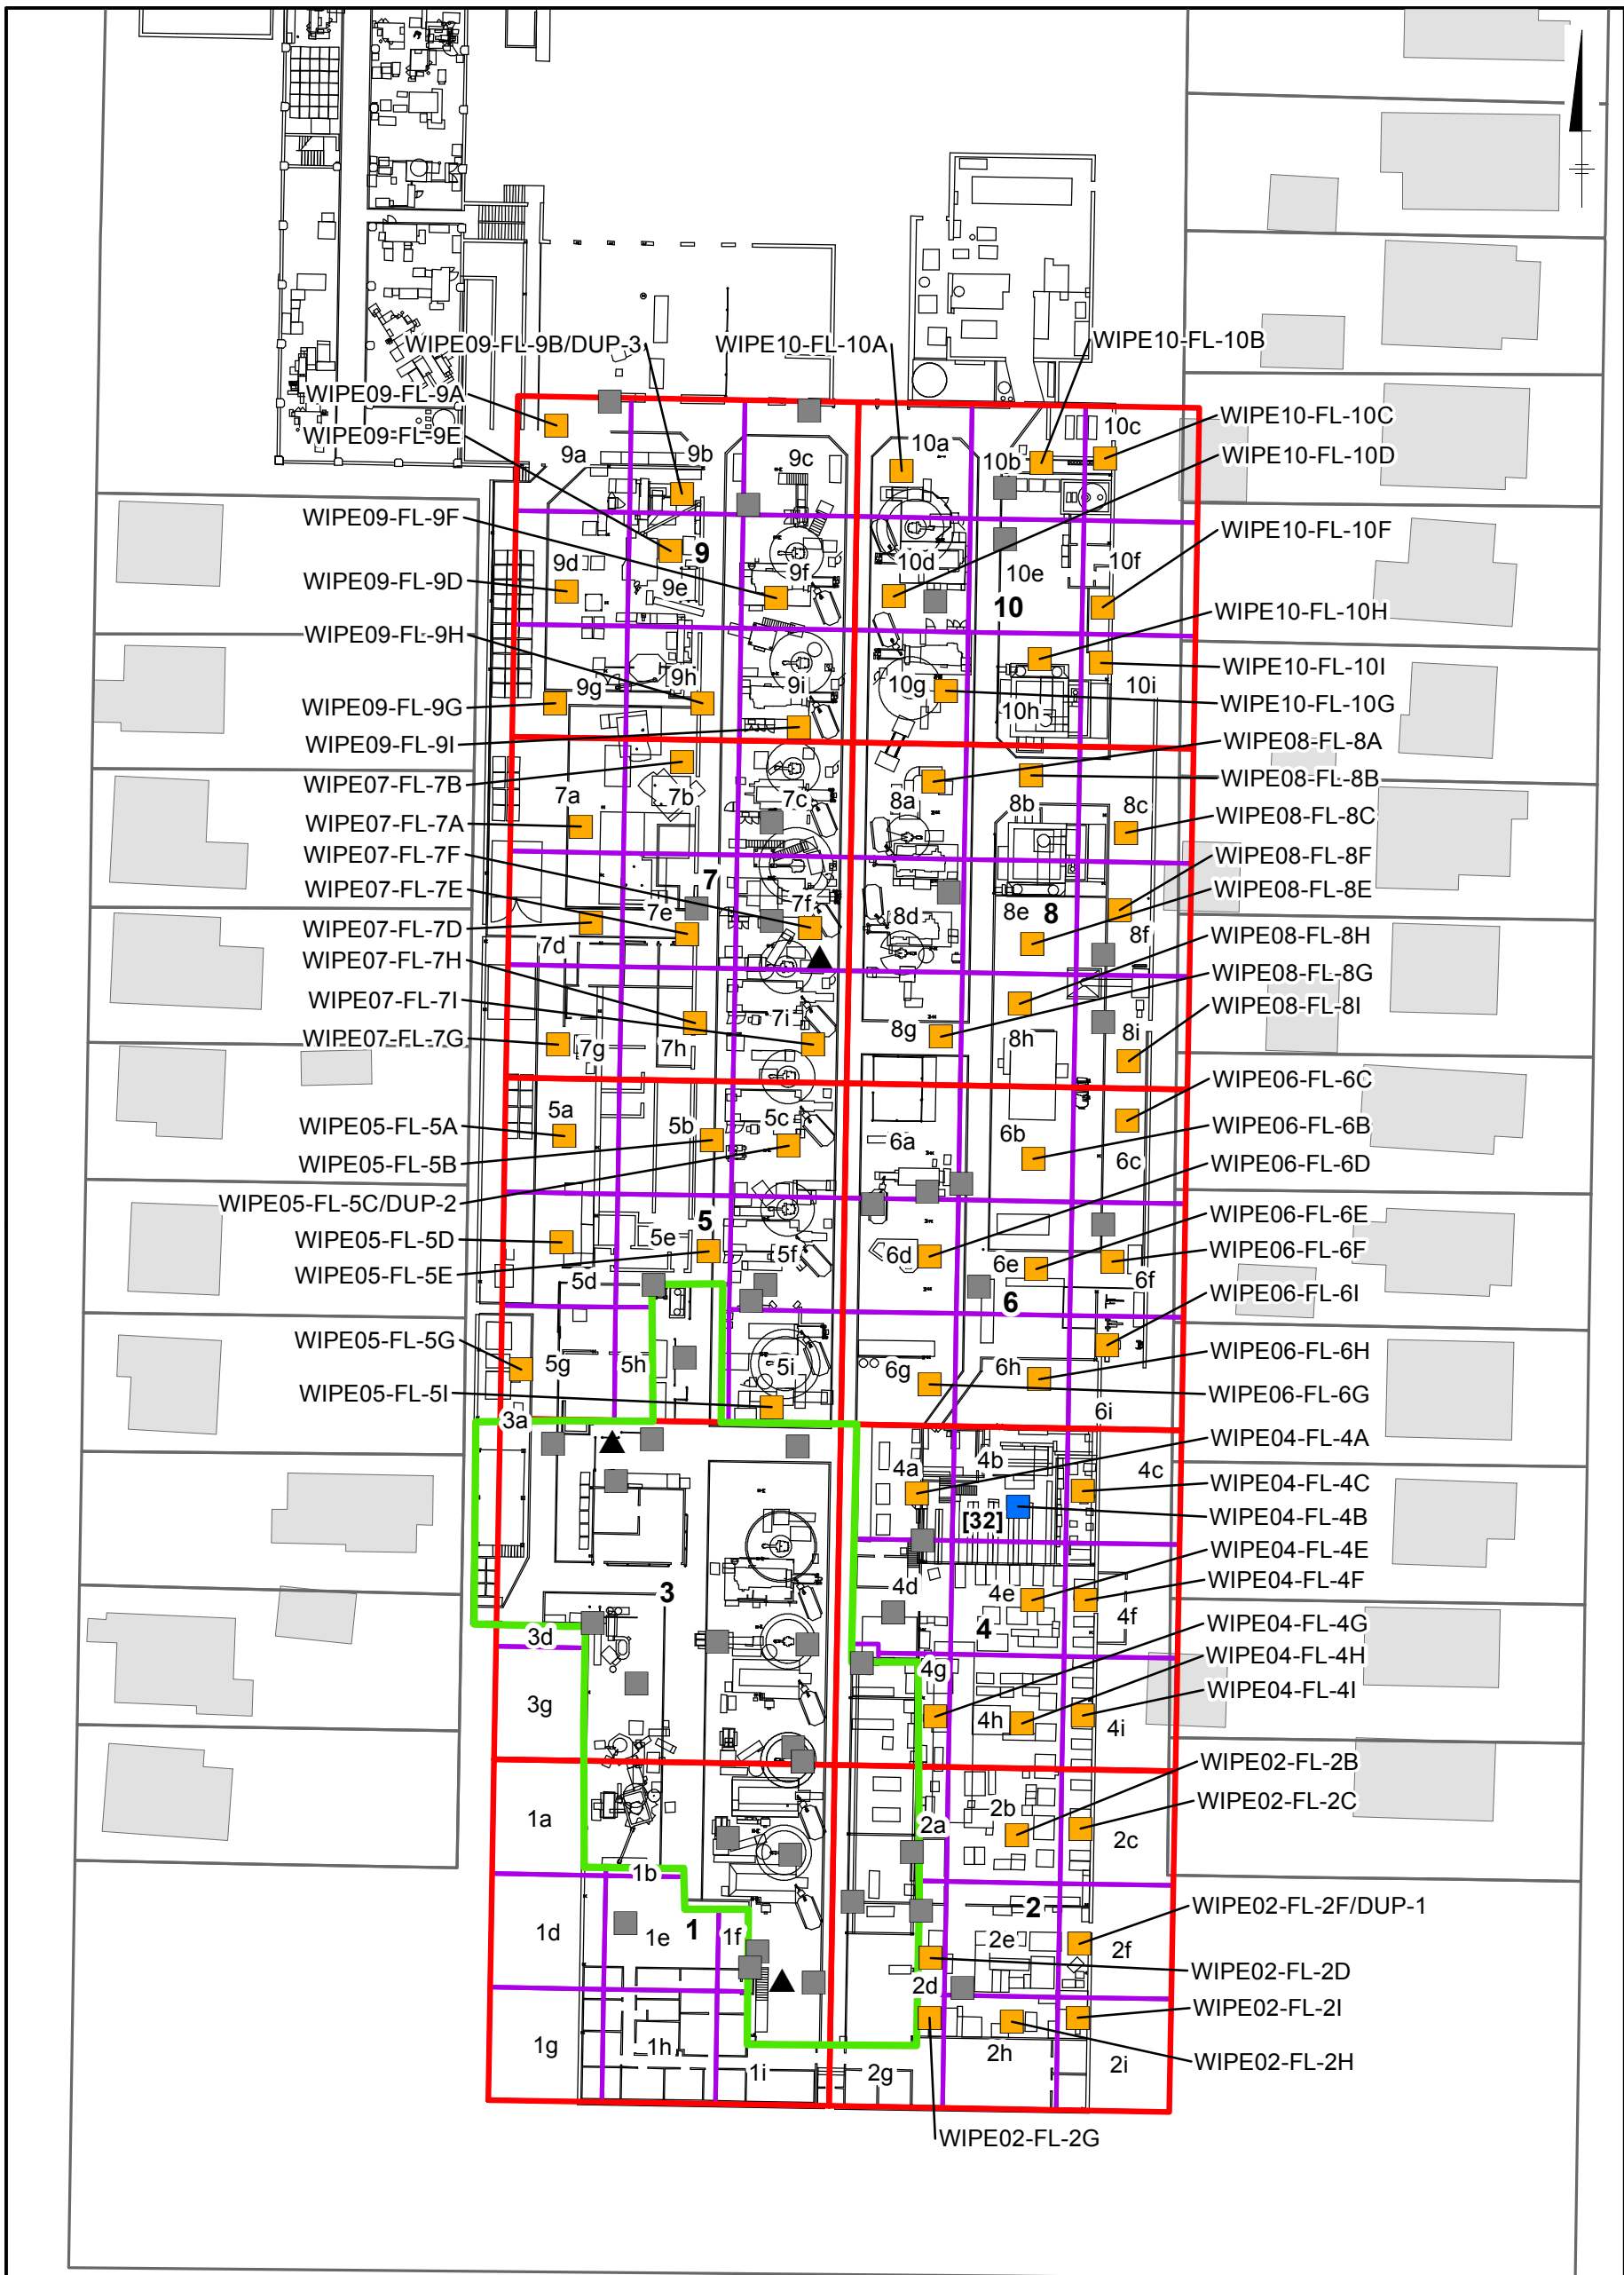 WIPE09-FL-9B/DUP-3
WIPE10-FL-10A
WIPE10-FL-10B
WIPE09-FL-9A
WIPE10-FL-10C
10c
WIPE09-FL-9E
10a
9a
9b
9c
10b
WIPE10-FL-10D
WIPE09-FL-9F
WIPE10-FL-10F
9
10d
10f
9d
9f
10e
WIPE09-FL-9D
9e
10
WIPE10-FL-10H
WIPE09-FL-9H
WIPE10-FL-10I
9g
9h
9i
10g
10i
WIPE09-FL-9G
10h
WIPE10-FL-10G
WIPE09-FL-9I
WIPE08-FL-8A
WIPE07-FL-7B
WIPE08-FL-8B
7a
7b
7c
8a
8b
8c
WIPE07-FL-7A
WIPE08-FL-8C
WIPE07-FL-7F
WIPE08-FL-8F
WIPE07-FL-7E
7
WIPE08-FL-8E
7e
7f
8d
8e
8
WIPE07-FL-7D
WIPE08-FL-8H
7d
8f
WIPE07-FL-7H
WIPE08-FL-8G
WIPE07-FL-7I
WIPE08-FL-8I
7i
8g
8h
8i
WIPE07-FL-7G
7g
7h
WIPE06-FL-6C
5a
WIPE05-FL-5A
5b
5c
6a
6b
WIPE06-FL-6B
WIPE05-FL-5B
6c
WIPE06-FL-6D
WIPE05-FL-5C/DUP-2
WIPE06-FL-6E
WIPE05-FL-5D
5e
5
5f
6d
WIPE06-FL-6F
WIPE05-FL-5E
5d
6e
6f
6
WIPE06-FL-6I
WIPE05-FL-5G
5g
5h
5i
6g
6h
WIPE06-FL-6H
WIPE05-FL-5I
WIPE06-FL-6G
3a
6i
WIPE04-FL-4A
4a
4b
4c
WIPE04-FL-4C
[32]
WIPE04-FL-4B
WIPE04-FL-4E
3
4d
4e
WIPE04-FL-4F
4f
3d
4
WIPE04-FL-4G
4g
WIPE04-FL-4H
3g
4h
4i
WIPE04-FL-4I
WIPE02-FL-2B
1a
2a
2b
2c
WIPE02-FL-2C
1b
2
WIPE02-FL-2F/DUP-1
1d
1e
1
1f
2e
2f
WIPE02-FL-2D
2d
WIPE02-FL-2I
1g
1h
1i
2g
2h
2i
WIPE02-FL-2H
WIPE02-FL-2G